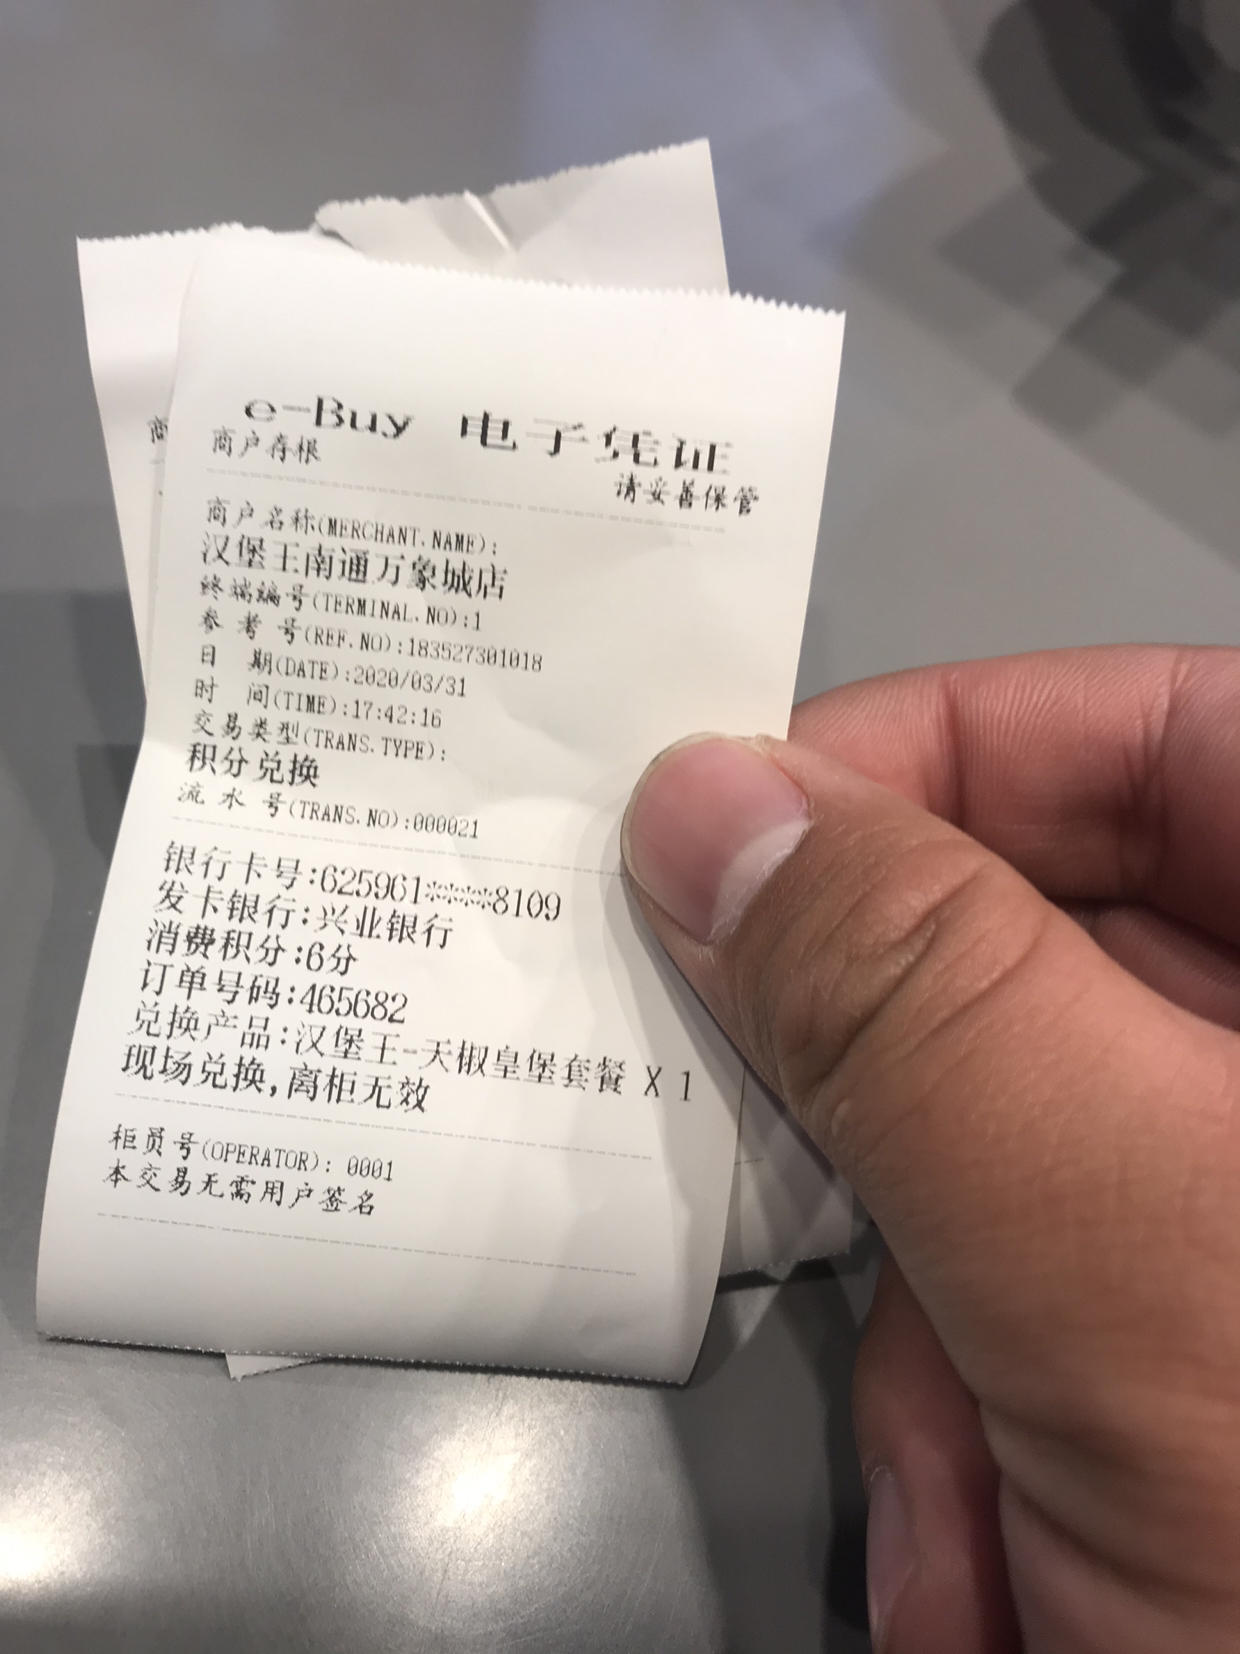 e-Buy 电子凭证
商户存根
请妥善保管
商户名称(MERCHANT.NAME):
汉堡王南通万象城店
终端编号(TERMINAL.NO):1
参 考 号(REF.NO):183527301018
日 期(DATE):2020/03/31
时 间(TIME):17:42:16
交易类型(TRANS.TYPE):
积分兑换
流 水 号(TRANS.NO):000021
银行卡号:625961****8109
发卡银行:兴业银行
消费积分:6分
订单号码:465682
兑换产品:汉堡王-天椒皇堡套餐 X 1
现场兑换,离柜无效
柜员号(OPERATOR): 0001
本交易无需用户签名
商